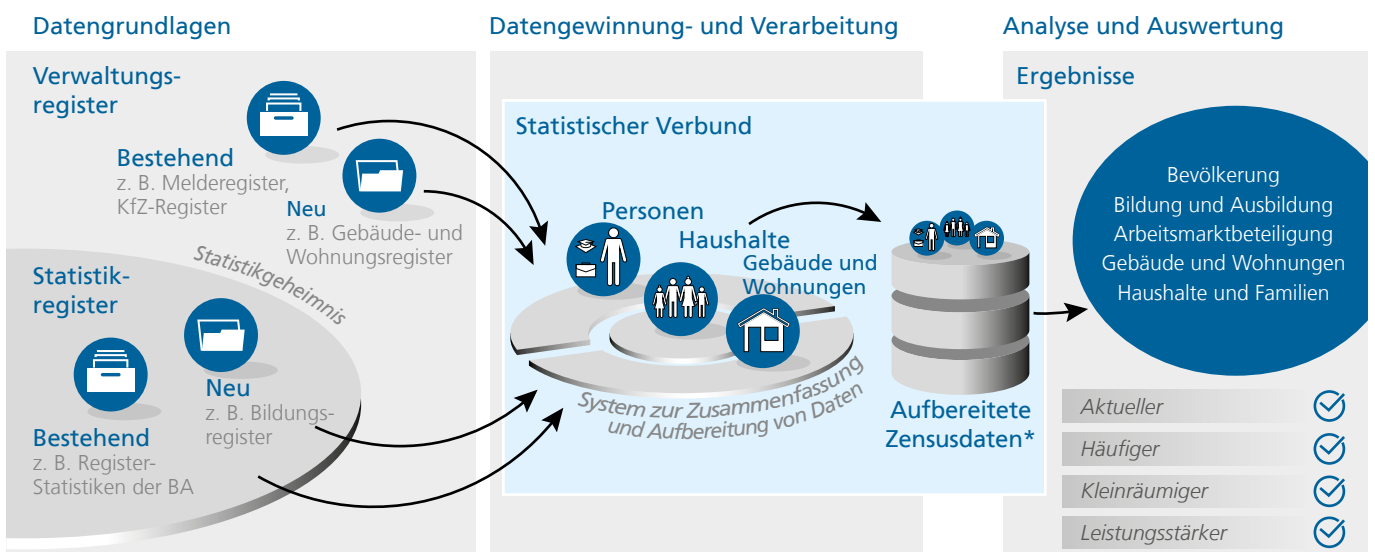 Datengrundlagen
Verwaltungs-
register
Bestehend
z. B. Melderegister,
KfZ-Register
Neu
z. B. Gebäude- und
Wohnungsregister
Statistikgeheimnis
Statistik-
register
Neu
z. B. Bildungs-
register
Bestehend
z. B. Register-
Statistiken der BA
Datengewinnung- und Verarbeitung
Statistischer Verbund
Personen
Haushalte
Gebäude und
Wohnungen
System zur Zusammenfassung
und Aufbereitung von Daten
Aufbereitete
Zensusdaten*
Analyse und Auswertung
Ergebnisse
Bevölkerung
Bildung und Ausbildung
Arbeitsmarktbeteiligung
Gebäude und Wohnungen
Haushalte und Familien
Aktueller
Häufiger
Kleinräumiger
Leistungsstärker